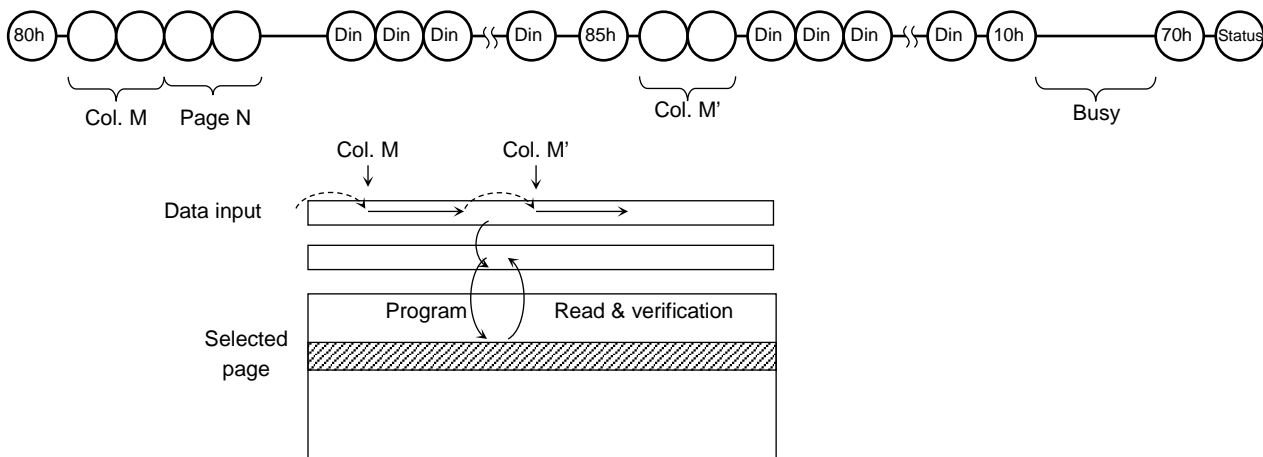 80h Din Din Din Din 85h Din Din Din Din 10h 70h Status
Col. M Page N Col. M’ Busy
Col. M Col. M’
Data input
Program Read & verification
Selected
page